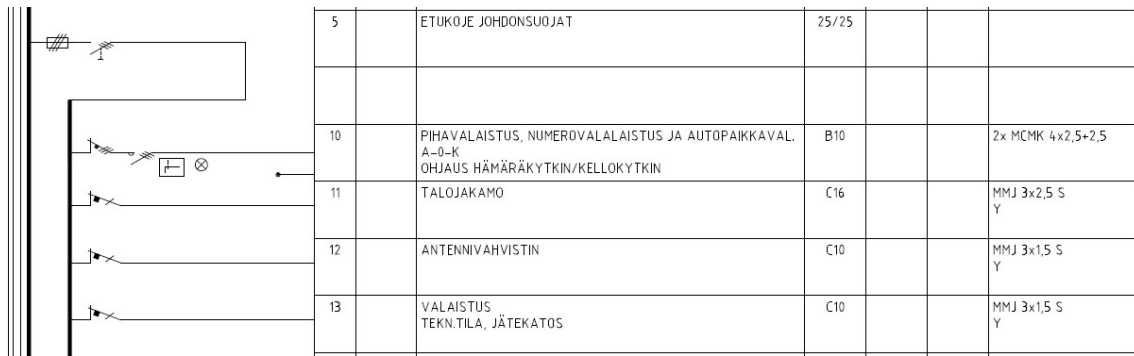 5 ETUKOJE JOHDONSUOJAT 25/25
10 PIHAVALAISTUS, NUMEROVALALAISTUS JA AUTOPAIKKAVAL. B10 2x MCMK 4x2,5+2,5
A-0-K
OHJAUS HÄMÄRÄKYTKIN/KELLOKYTKIN
11 TALOJAKAMO C16 MMJ 3x2,5 S
Y
12 ANTENNIVAHVISTIN C10 MMJ 3x1,5 S
Y
13 VALAISTUS C10 MMJ 3x1,5 S
TEKN.TILA, JÄTEKATOS Y